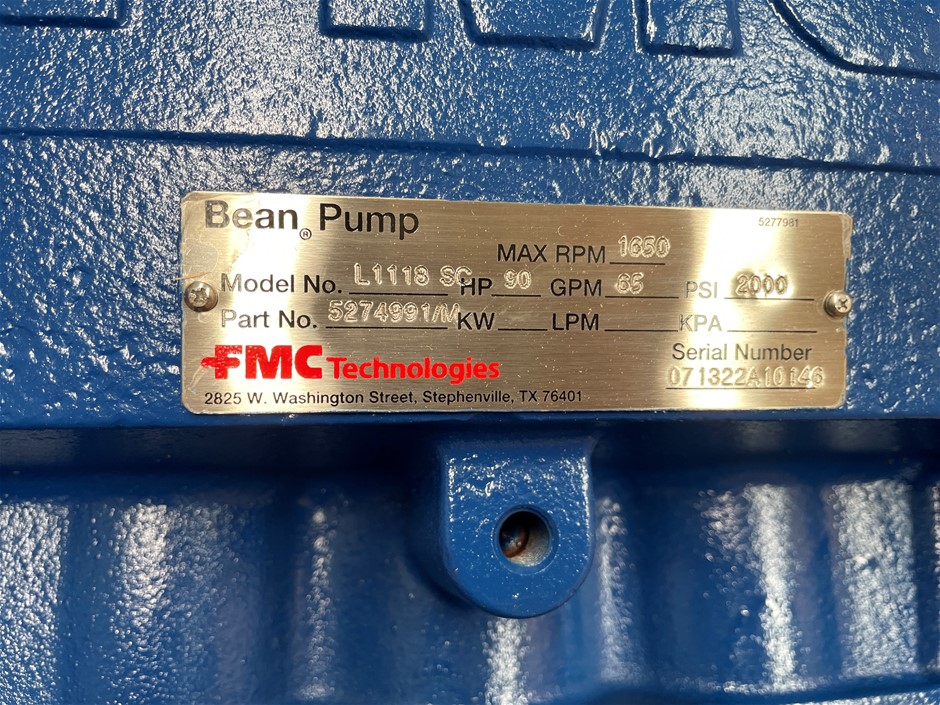 FMC
Bean® Pump
5277981
MAX RPM 1650
Model No. L1118 SC HP 90 GPM 65 PSI 2000
Part No. 5274991/M KW LPM KPA
FMC Technologies
Serial Number
071322A10146
2825 W. Washington Street, Stephenville, TX 76401